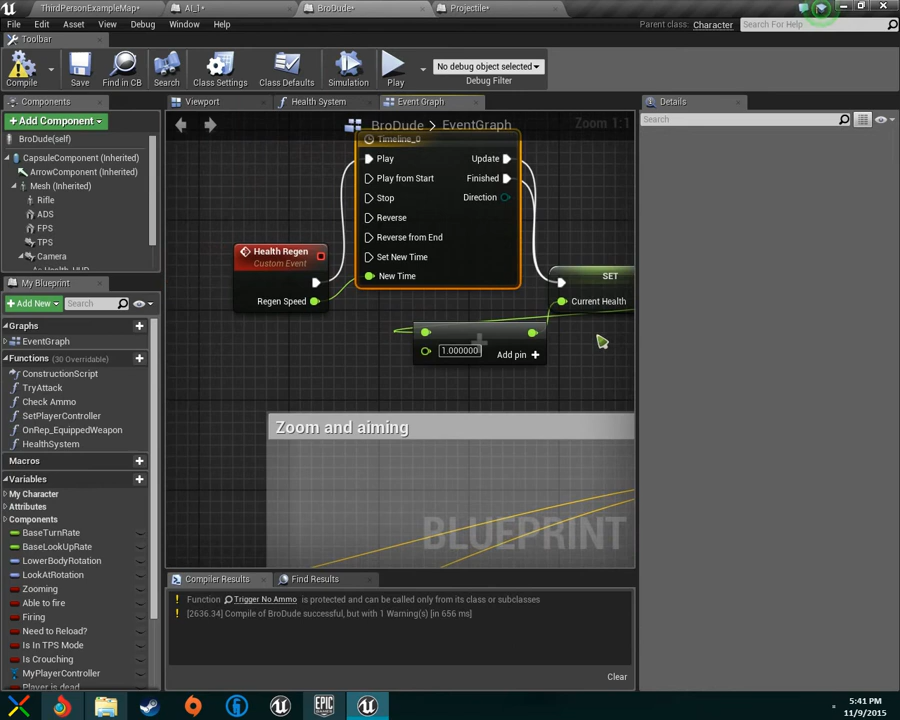 ThirdPersonExampleMap*
AI_1*
BroDude*
Projectile*
File Edit Asset View Debug Window Help
Parent class: Character
Search For Help
Toolbar
Compile Save Find in CB Search Class Settings Class Defaults Simulation Play
No debug object selected
Debug Filter
Components
Add Component
BroDude(self)
CapsuleComponent (Inherited)
ArrowComponent (Inherited)
Mesh (Inherited)
Rifle
ADS
FPS
TPS
Camera
My Blueprint
Add New
Search
Graphs
EventGraph
Functions (30 Overridable)
ConstructionScript
TryAttack
Check Ammo
SetPlayerController
OnRep_EquippedWeapon
HealthSystem
Macros
Variables
My Character
Attributes
Components
BaseTurnRate
BaseLookUpRate
LowerBodyRotation
LookAtRotation
Zooming
Able to fire
Firing
Need to Reload?
Is In TPS Mode
Is Crouching
MyPlayerController
Player is dead
Viewport
Health System
Event Graph
BroDude > EventGraph
Zoom 1:1
Timeline_0
Play
Play from Start
Stop
Reverse
Reverse from End
Set New Time
New Time
Update
Finished
Direction
Health Regen
Custom Event
Regen Speed
SET
Current Health
1.000000
Add pin +
Zoom and aiming
BLUEPRINT
Compiler Results
Find Results
Function Trigger No Ammo is protected and can be called only from its class or subclasses
[2636.34] Compile of BroDude successful, but with 1 Warning(s) [in 656 ms]
Clear
Details
Search
EPIC GAMES
5:41 PM
11/9/2015